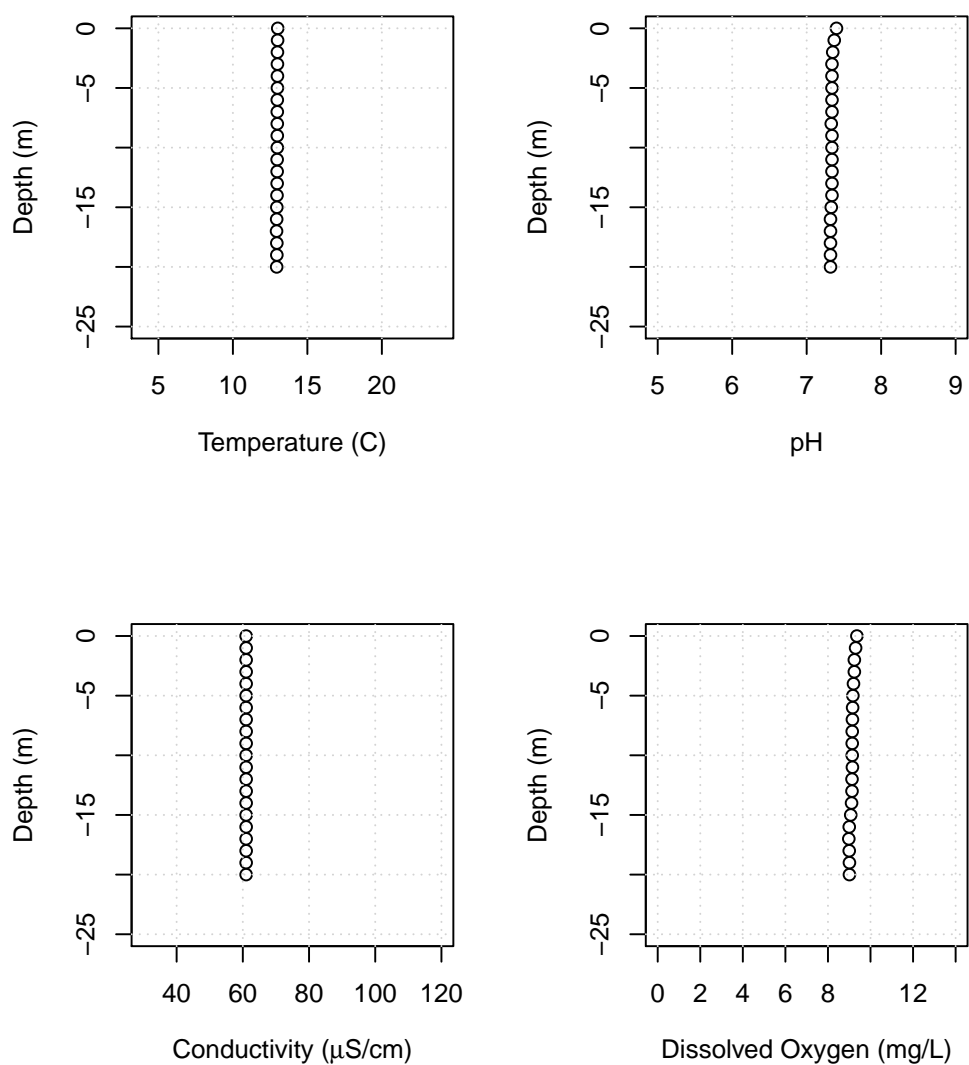 0
−5
−15
−25
Depth (m)
5 10 15 20
Temperature (C)
0
−5
−15
−25
Depth (m)
5 6 7 8 9
pH
0
−5
−15
−25
Depth (m)
40 60 80 100 120
Conductivity (μS/cm)
0
−5
−15
−25
Depth (m)
0 2 4 6 8 12
Dissolved Oxygen (mg/L)